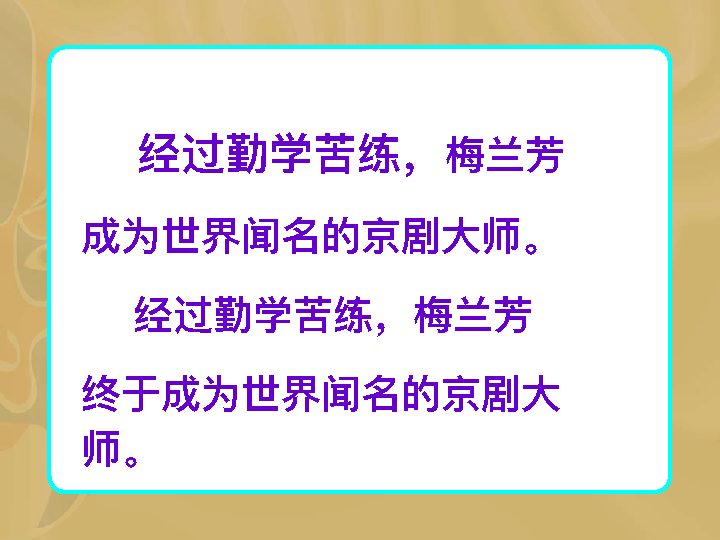 经过勤学苦练，梅兰芳
成为世界闻名的京剧大师。
经过勤学苦练，梅兰芳
终于成为世界闻名的京剧大
师。